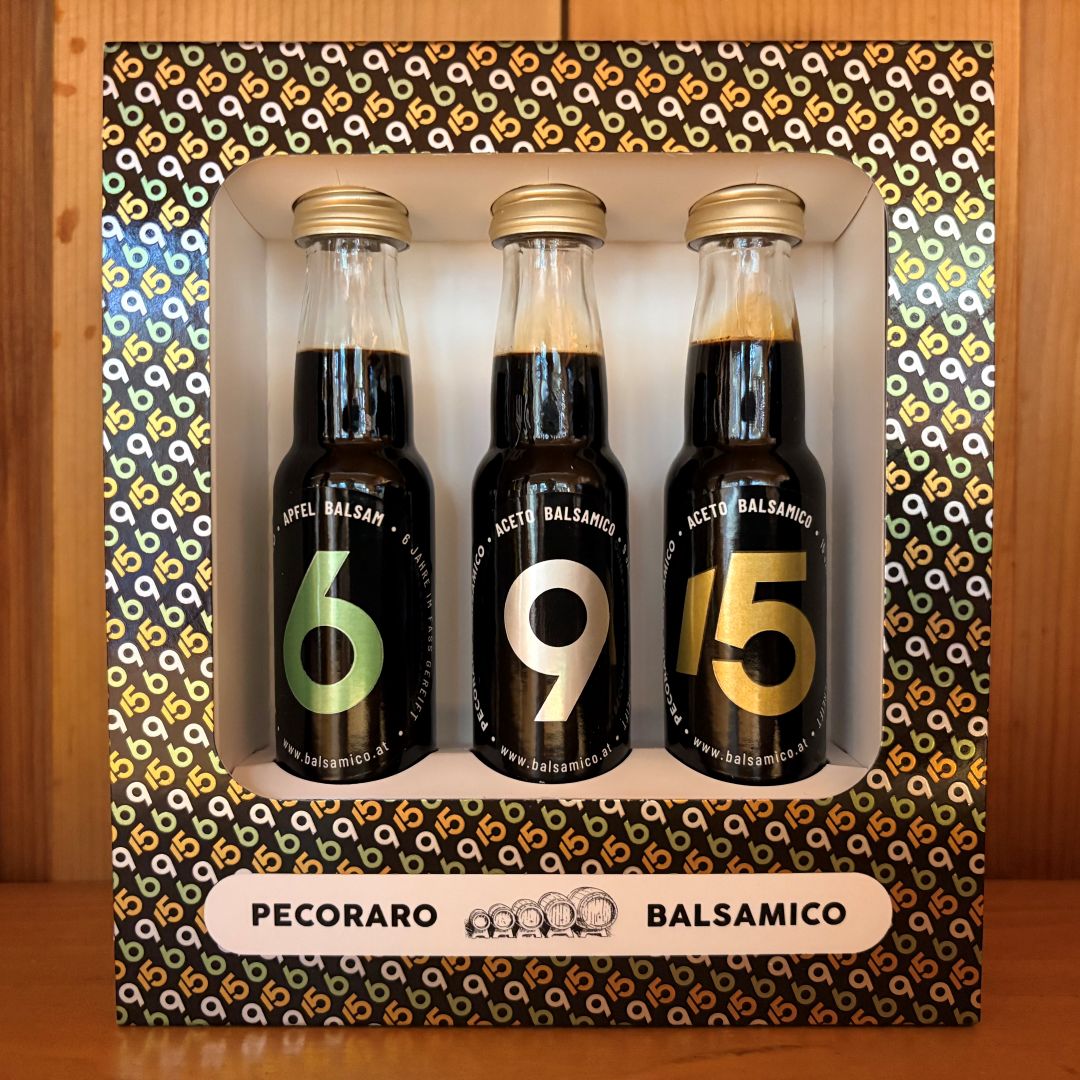 APFEL BALSAM • 6 JAHRE IM FASS GEREIFT •
6
www.balsamico.at
• ACETO BALSAMICO •
9
www.balsamico.at
• ACETO BALSAMICO •
15
www.balsamico.at
PECORARO BALSAMICO